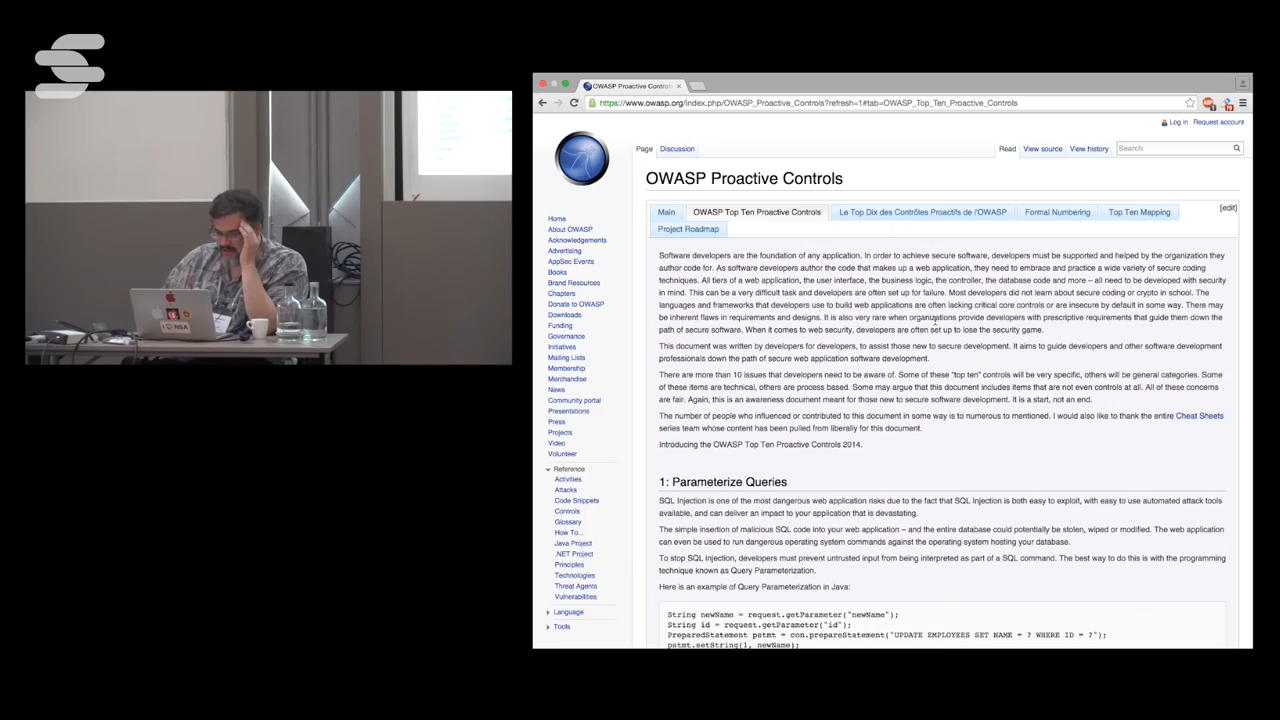 I NSA
OWASP Proactive Controls
https://www.owasp.org/index.php/OWASP_Proactive_Controls?refresh=1#tab=OWASP_Top_Ten_Proactive_Controls
Log in Request account
Page Discussion Read View source View history Search
OWASP Proactive Controls
[edit]
Main OWASP Top Ten Proactive Controls Le Top Dix des Contrôles Proactifs de l'OWASP Formal Numbering Top Ten Mapping
Project Roadmap
Home
About OWASP
Acknowledgements
Advertising
AppSec Events
Books
Brand Resources
Chapters
Donate to OWASP
Downloads
Funding
Governance
Initiatives
Mailing Lists
Membership
Merchandise
News
Community portal
Presentations
Press
Projects
Video
Volunteer
Reference
Activities
Attacks
Code Snippets
Controls
Glossary
How To...
Java Project
.NET Project
Principles
Technologies
Threat Agents
Vulnerabilities
Language
Tools
Software developers are the foundation of any application. In order to achieve secure software, developers must be supported and helped by the organization they
author code for. As software developers author the code that makes up a web application, they need to embrace and practice a wide variety of secure coding
techniques. All tiers of a web application, the user interface, the business logic, the controller, the database code and more – all need to be developed with security
in mind. This can be a very difficult task and developers are often set up for failure. Most developers did not learn about secure coding or crypto in school. The
languages and frameworks that developers use to build web applications are often lacking critical core controls or are insecure by default in some way. There may
be inherent flaws in requirements and designs. It is also very rare when organizations provide developers with prescriptive requirements that guide them down the
path of secure software. When it comes to web security, developers are often set up to lose the security game.
This document was written by developers for developers, to assist those new to secure development. It aims to guide developers and other software development
professionals down the path of secure web application software development.
There are more than 10 issues that developers need to be aware of. Some of these "top ten" controls will be very specific, others will be general categories. Some
of these items are technical, others are process based. Some may argue that this document includes items that are not even controls at all. All of these concerns
are fair. Again, this is an awareness document meant for those new to secure software development. It is a start, not an end.
The number of people who influenced or contributed to this document in some way is to numerous to mentioned. I would also like to thank the entire Cheat Sheets
series team whose content has been pulled from liberally for this document.
Introducing the OWASP Top Ten Proactive Controls 2014.
1: Parameterize Queries
SQL Injection is one of the most dangerous web application risks due to the fact that SQL Injection is both easy to exploit, with easy to use automated attack tools
available, and can deliver an impact to your application that is devastating.
The simple insertion of malicious SQL code into your web application – and the entire database could potentially be stolen, wiped or modified. The web application
can even be used to run dangerous operating system commands against the operating system hosting your database.
To stop SQL injection, developers must prevent untrusted input from being interpreted as part of a SQL command. The best way to do this is with the programming
technique known as Query Parameterization.
Here is an example of Query Parameterization in Java:
String newName = request.getParameter("newName");
String id = request.getParameter("id");
PreparedStatement pstmt = con.prepareStatement("UPDATE EMPLOYEES SET NAME = ? WHERE ID = ?");
pstmt.setString(1, newName);